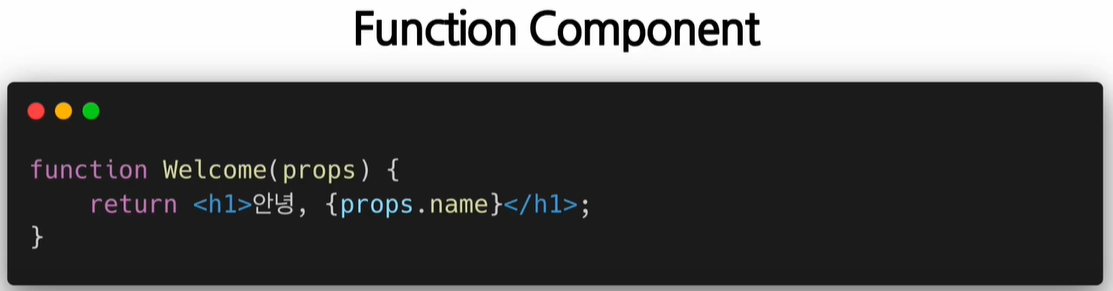 Function Component
function Welcome(props) {
    return <h1>안녕, {props.name}</h1>;
}